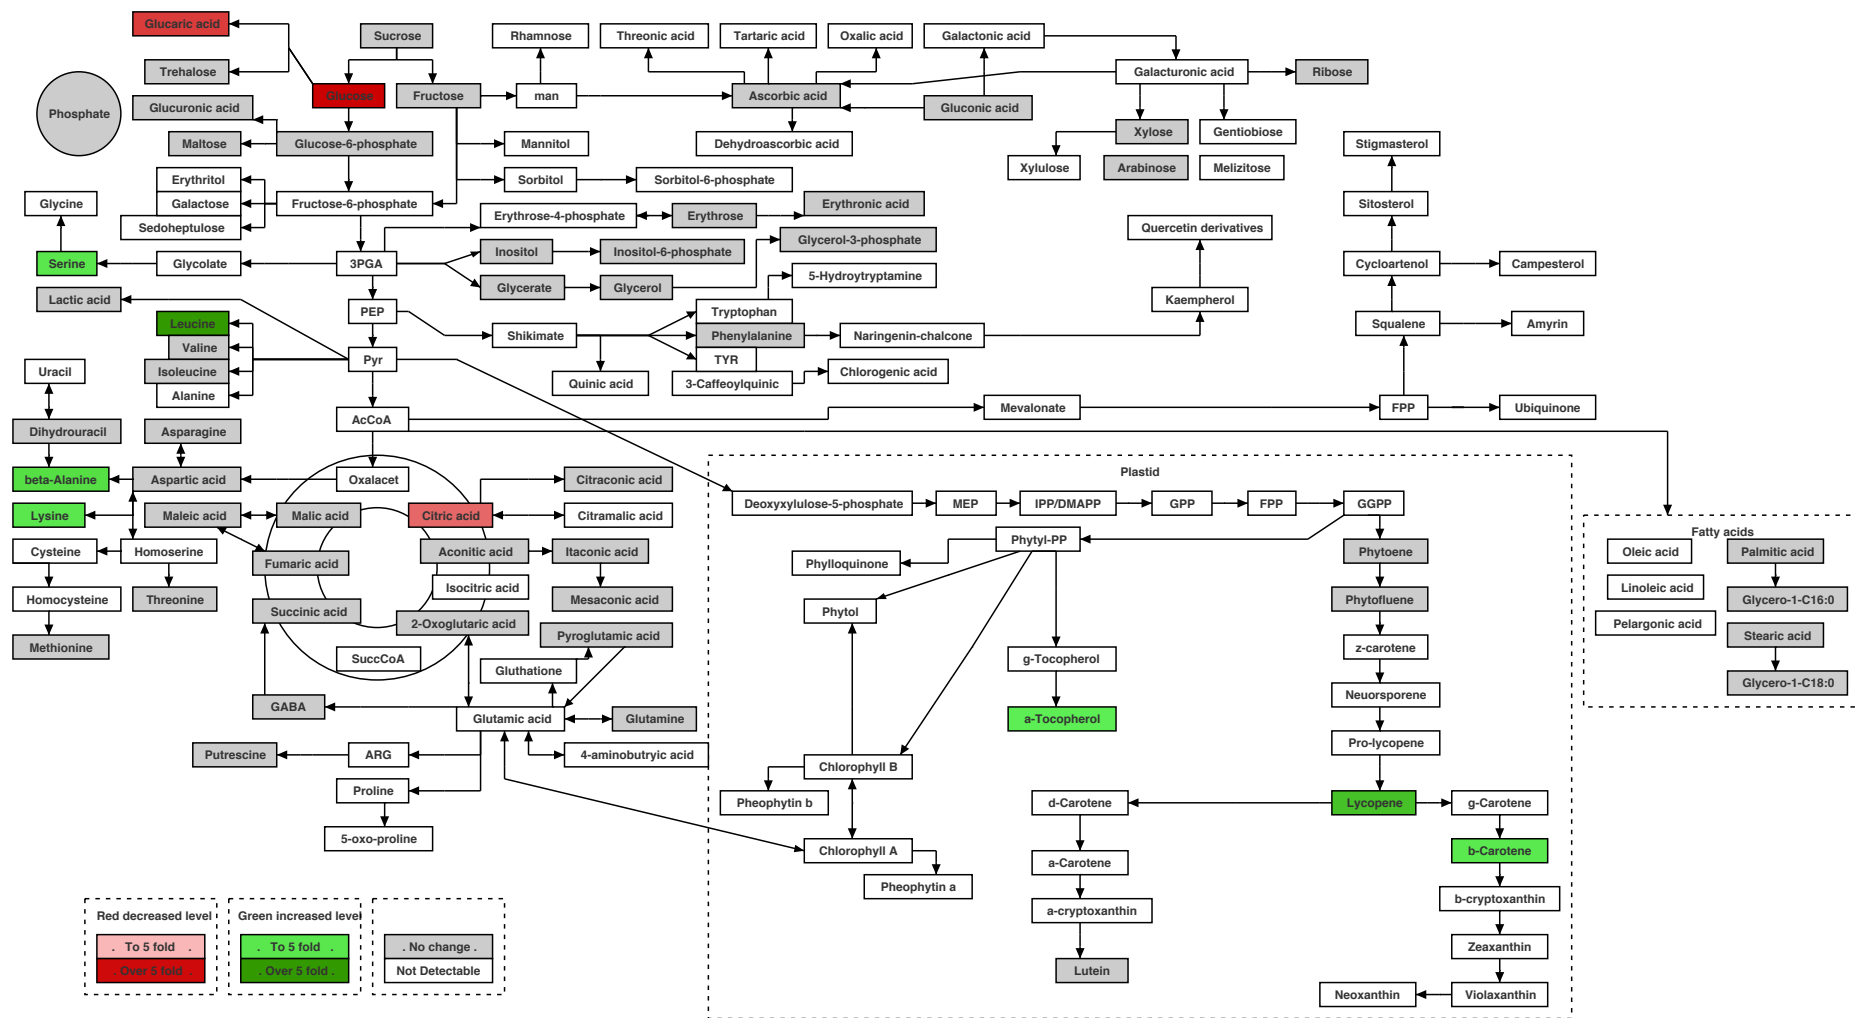 Glucaric acid
Sucrose
Rhamnose
Threonic acid
Tartaric acid
Oxalic acid
Galactonic acid
Trehalose
Galacturonic acid
Ribose
Phosphate
Glucose
Fructose
man
Ascorbic acid
Glucuronic acid
Gluconic acid
Maltose
Glucose-6-phosphate
Mannitol
Dehydroascorbic acid
Xylose
Gentiobiose
Stigmasterol
Xylulose
Arabinose
Melizitose
Erythritol
Sorbitol
Sorbitol-6-phosphate
Glycine
Galactose
Fructose-6-phosphate
Erythrose-4-phosphate
Erythrose
Erythronic acid
Sitosterol
Sedoheptulose
Quercetin derivatives
Inositol
Inositol-6-phosphate
Glycerol-3-phosphate
Serine
Glycolate
3PGA
Cycloartenol
Campesterol
5-Hydroytryptamine
Glycerate
Glycerol
Lactic acid
Kaempherol
PEP
Tryptophan
Leucine
Shikimate
Phenylalanine
Naringenin-chalcone
Squalene
Amyrin
Valine
Pyr
TYR
Uracil
Isoleucine
Quinic acid
3-Caffeoylquinic
Chlorogenic acid
Alanine
AcCoA
Mevalonate
FPP
Ubiquinone
Dihydrouracil
Asparagine
beta-Alanine
Aspartic acid
Oxalacet
Citraconic acid
Plastid
Deoxyxylulose-5-phosphate
MEP
IPP/DMAPP
GPP
FPP
GGPP
Lysine
Maleic acid
Malic acid
Citric acid
Citramalic acid
Fatty acids
Cysteine
Homoserine
Fumaric acid
Aconitic acid
Itaconic acid
Phylloquinone
Phytyl-PP
Phytoene
Oleic acid
Palmitic acid
Isocitric acid
Linoleic acid
Homocysteine
Threonine
Succinic acid
Mesaconic acid
Phytol
Phytofluene
Glycero-1-C16:0
2-Oxoglutaric acid
Pelargonic acid
Methionine
Pyroglutamic acid
z-carotene
Stearic acid
SuccCoA
Gluthatione
g-Tocopherol
Glycero-1-C18:0
Neuorsporene
GABA
Glutamic acid
Glutamine
a-Tocopherol
Putrescine
ARG
4-aminobutryic acid
Pro-lycopene
Chlorophyll B
Proline
Pheophytin b
d-Carotene
Lycopene
g-Carotene
5-oxo-proline
Chlorophyll A
a-Carotene
b-Carotene
Pheophytin a
b-cryptoxanthin
a-cryptoxanthin
Zeaxanthin
Lutein
Neoxanthin
Violaxanthin
Red decreased level
Green increased level
. To 5 fold .
. To 5 fold .
. No change .
. Over 5 fold .
. Over 5 fold .
Not Detectable